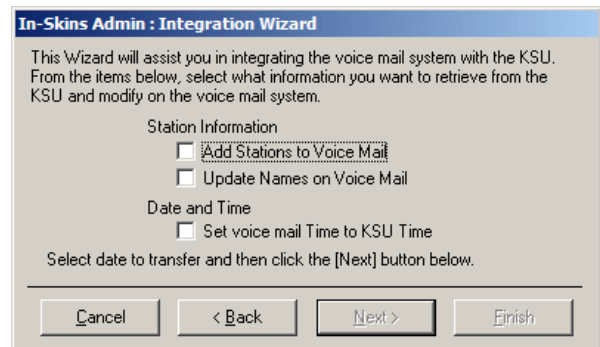 In-Skins Admin : Integration Wizard
This Wizard will assist you in integrating the voice mail system with the KSU.
From the items below, select what information you want to retrieve from the
KSU and modify on the voice mail system.
Station Information
Add Stations to Voice Mail
Update Names on Voice Mail
Date and Time
Set voice mail Time to KSU Time
Select date to transfer and then click the [Next] button below.
Cancel < Back Next > Finish